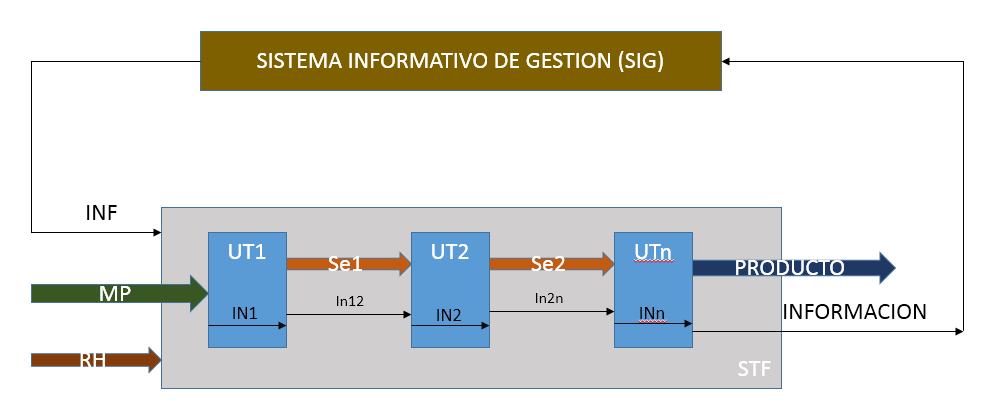 SISTEMA INFORMATIVO DE GESTION (SIG)
INF
UT1
Se1
UT2
Se2
UTn
PRODUCTO
MP
IN1
In12
IN2
In2n
INn
INFORMACION
RH
STF